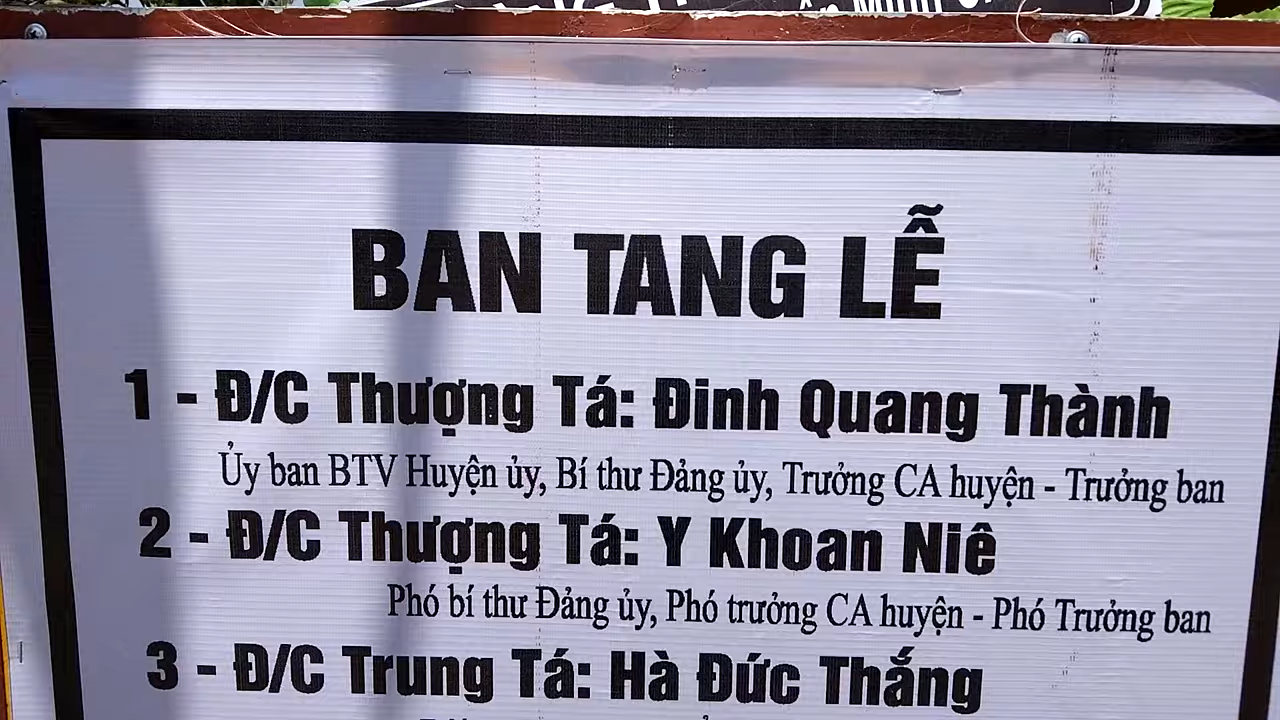 BAN TANG LỄ
1 - Đ/C Thượng Tá: Đinh Quang Thành
Ủy ban BTV Huyện ủy, Bí thư Đảng ủy, Trưởng CA huyện - Trưởng ban
2 - Đ/C Thượng Tá: Y Khoan Niê
Phó bí thư Đảng ủy, Phó trưởng CA huyện - Phó Trưởng ban
3 - Đ/C Trung Tá: Hà Đức Thắng